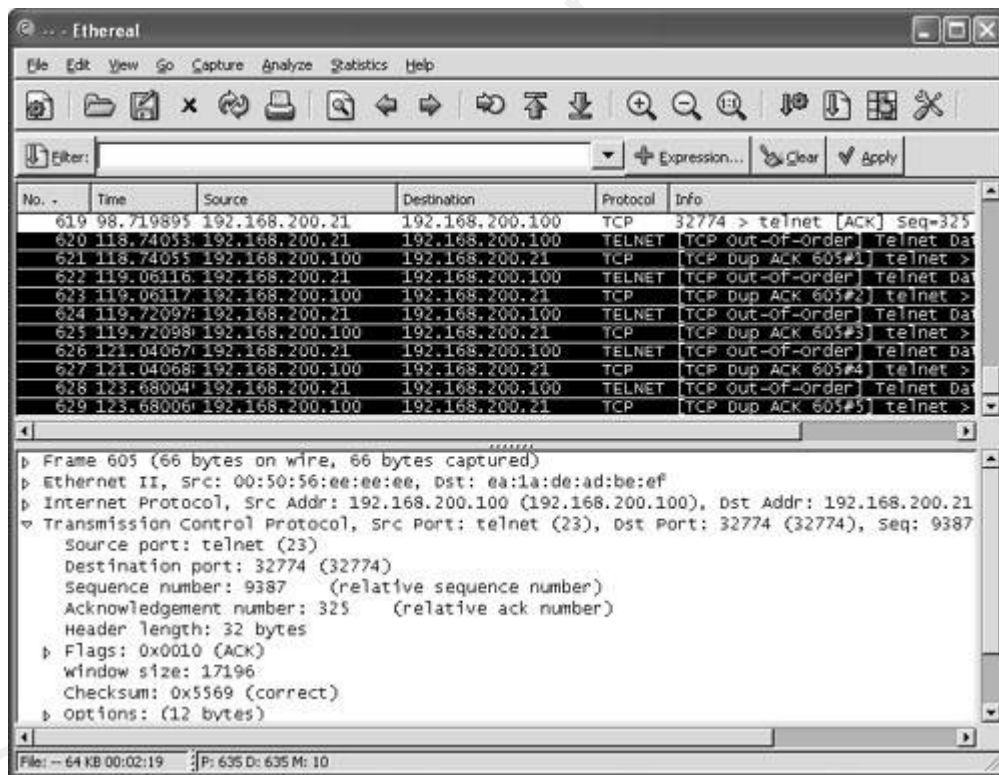 -- - Ethereal
File Edit View Go Capture Analyze Statistics Help
Filter: Expression... Clear Apply
No. - Time Source Destination Protocol Info
619 98.719895 192.168.200.21 192.168.200.100 TCP 32774 > telnet [ACK] Seq=325
620 118.74053 192.168.200.21 192.168.200.100 TELNET [TCP Out-Of-Order] Telnet Dat
621 118.74055 192.168.200.100 192.168.200.21 TCP [TCP Dup ACK 605#1] telnet >
622 119.06116 192.168.200.21 192.168.200.100 TELNET [TCP Out-Of-Order] Telnet Dat
623 119.06117 192.168.200.100 192.168.200.21 TCP [TCP Dup ACK 605#2] telnet >
624 119.72097 192.168.200.21 192.168.200.100 TELNET [TCP Out-Of-Order] Telnet Dat
625 119.72098 192.168.200.100 192.168.200.21 TCP [TCP Dup ACK 605#3] telnet >
626 121.04067 192.168.200.21 192.168.200.100 TELNET [TCP Out-Of-Order] Telnet Dat
627 121.04068 192.168.200.100 192.168.200.21 TCP [TCP Dup ACK 605#4] telnet >
628 123.68004 192.168.200.21 192.168.200.100 TELNET [TCP Out-Of-Order] Telnet Dat
629 123.68006 192.168.200.100 192.168.200.21 TCP [TCP Dup ACK 605#5] telnet >
Frame 605 (66 bytes on wire, 66 bytes captured)
Ethernet II, Src: 00:50:56:ee:ee:ee, Dst: ea:1a:de:ad:be:ef
Internet Protocol, Src Addr: 192.168.200.100 (192.168.200.100), Dst Addr: 192.168.200.21
Transmission Control Protocol, Src Port: telnet (23), Dst Port: 32774 (32774), Seq: 9387
Source port: telnet (23)
Destination port: 32774 (32774)
Sequence number: 9387 (relative sequence number)
Acknowledgement number: 325 (relative ack number)
Header length: 32 bytes
Flags: 0x0010 (ACK)
Window size: 17196
Checksum: 0x5569 (correct)
Options: (12 bytes)
File: -- 64 KB 00:02:19 P: 635 D: 635 M: 10